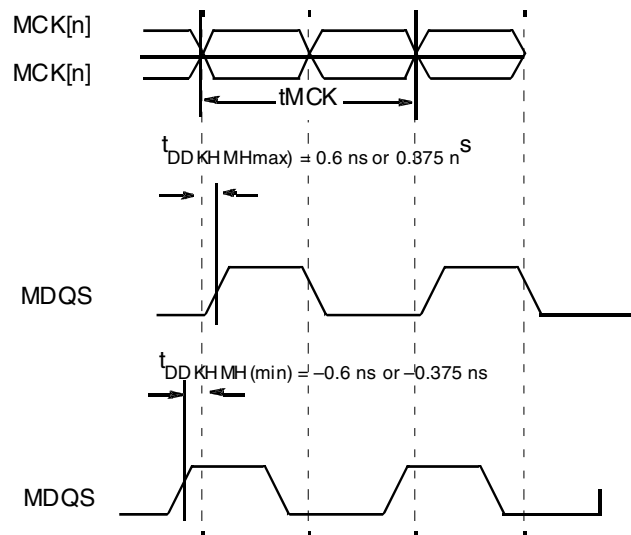 MCK[n]
MCK[n]
tMCK
tDDKHMHmax) = 0.6 ns or 0.375 ns
MDQS
tDDKHMH(min) = –0.6 ns or –0.375 ns
MDQS